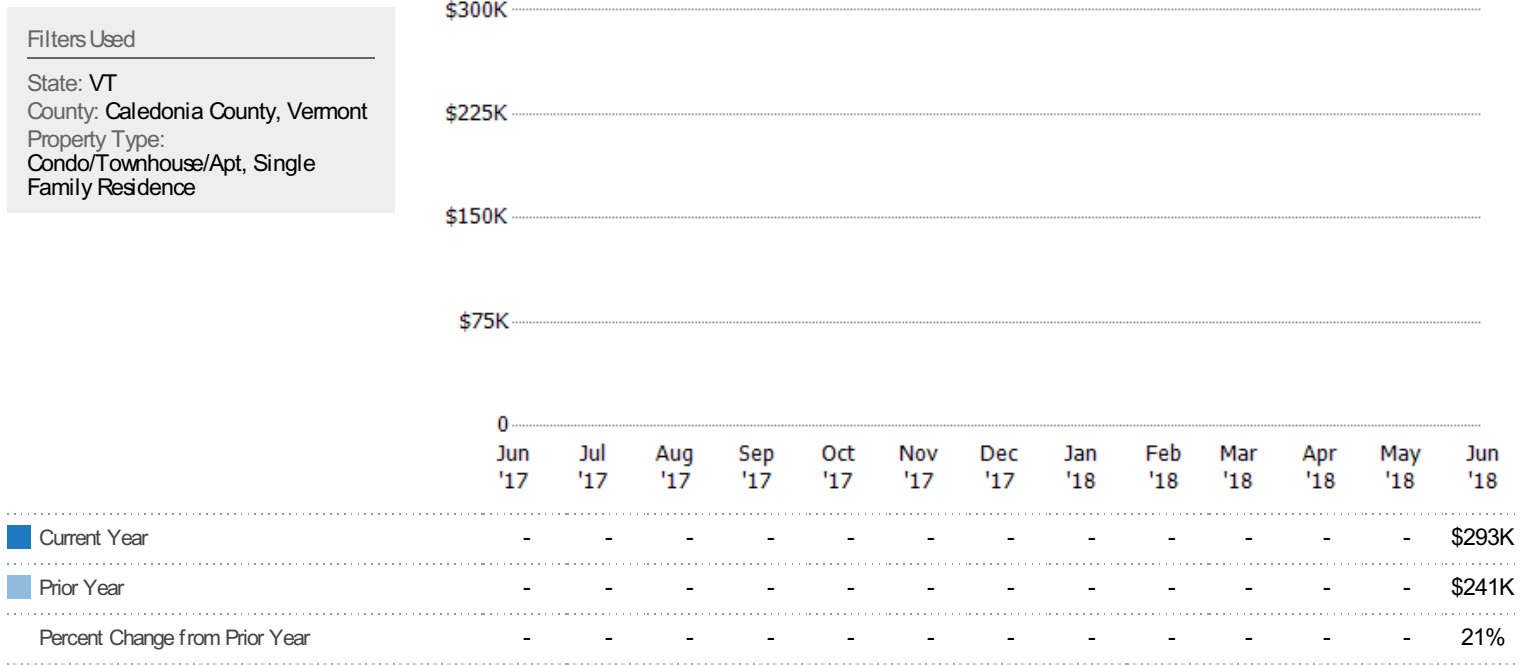 Filters Used
State: VT
County: Caledonia County, Vermont
Property Type:
Condo/Townhouse/Apt, Single
Family Residence
$300K
$225K
$150K
$75K
0
Jun Jul Aug Sep Oct Nov Dec Jan Feb Mar Apr May Jun
'17 '17 '17 '17 '17 '17 '17 '18 '18 '18 '18 '18 '18
Current Year - - - - - - - - - - - - $293K
Prior Year - - - - - - - - - - - - $241K
Percent Change from Prior Year - - - - - - - - - - - - 21%